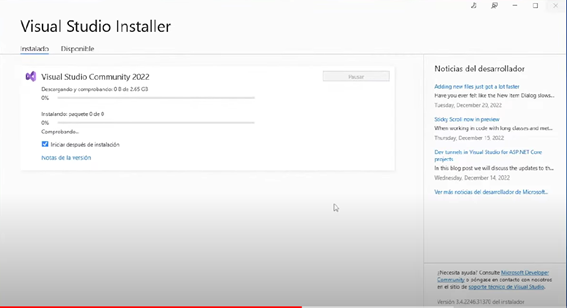 Visual Studio Installer
Instalado Disponible
Visual Studio Community 2022
Pausar
Descargando y comprobando: 0 B de 2,65 GB
0%
Instalando: paquete 0 de 0
0%
Comprobando...
Iniciar después de instalación
Notas de la versión
Noticias del desarrollador
Adding new files just got a lot faster
Have you ever felt like the New Item Dialog slows...
Tuesday, December 20, 2022
Sticky Scroll now in preview
When working in code with long classes and met...
Thursday, December 15, 2022
Dev tunnels in Visual Studio for ASP.NET Core
projects
In this blog post we will discuss the updates to th...
Wednesday, December 14, 2022
Ver más noticias del desarrollador de Microsoft...
¿Necesita ayuda? Consulte Microsoft Developer
Community o póngase en contacto con nosotros
en el sitio de soporte técnico de Visual Studio.
del instalador